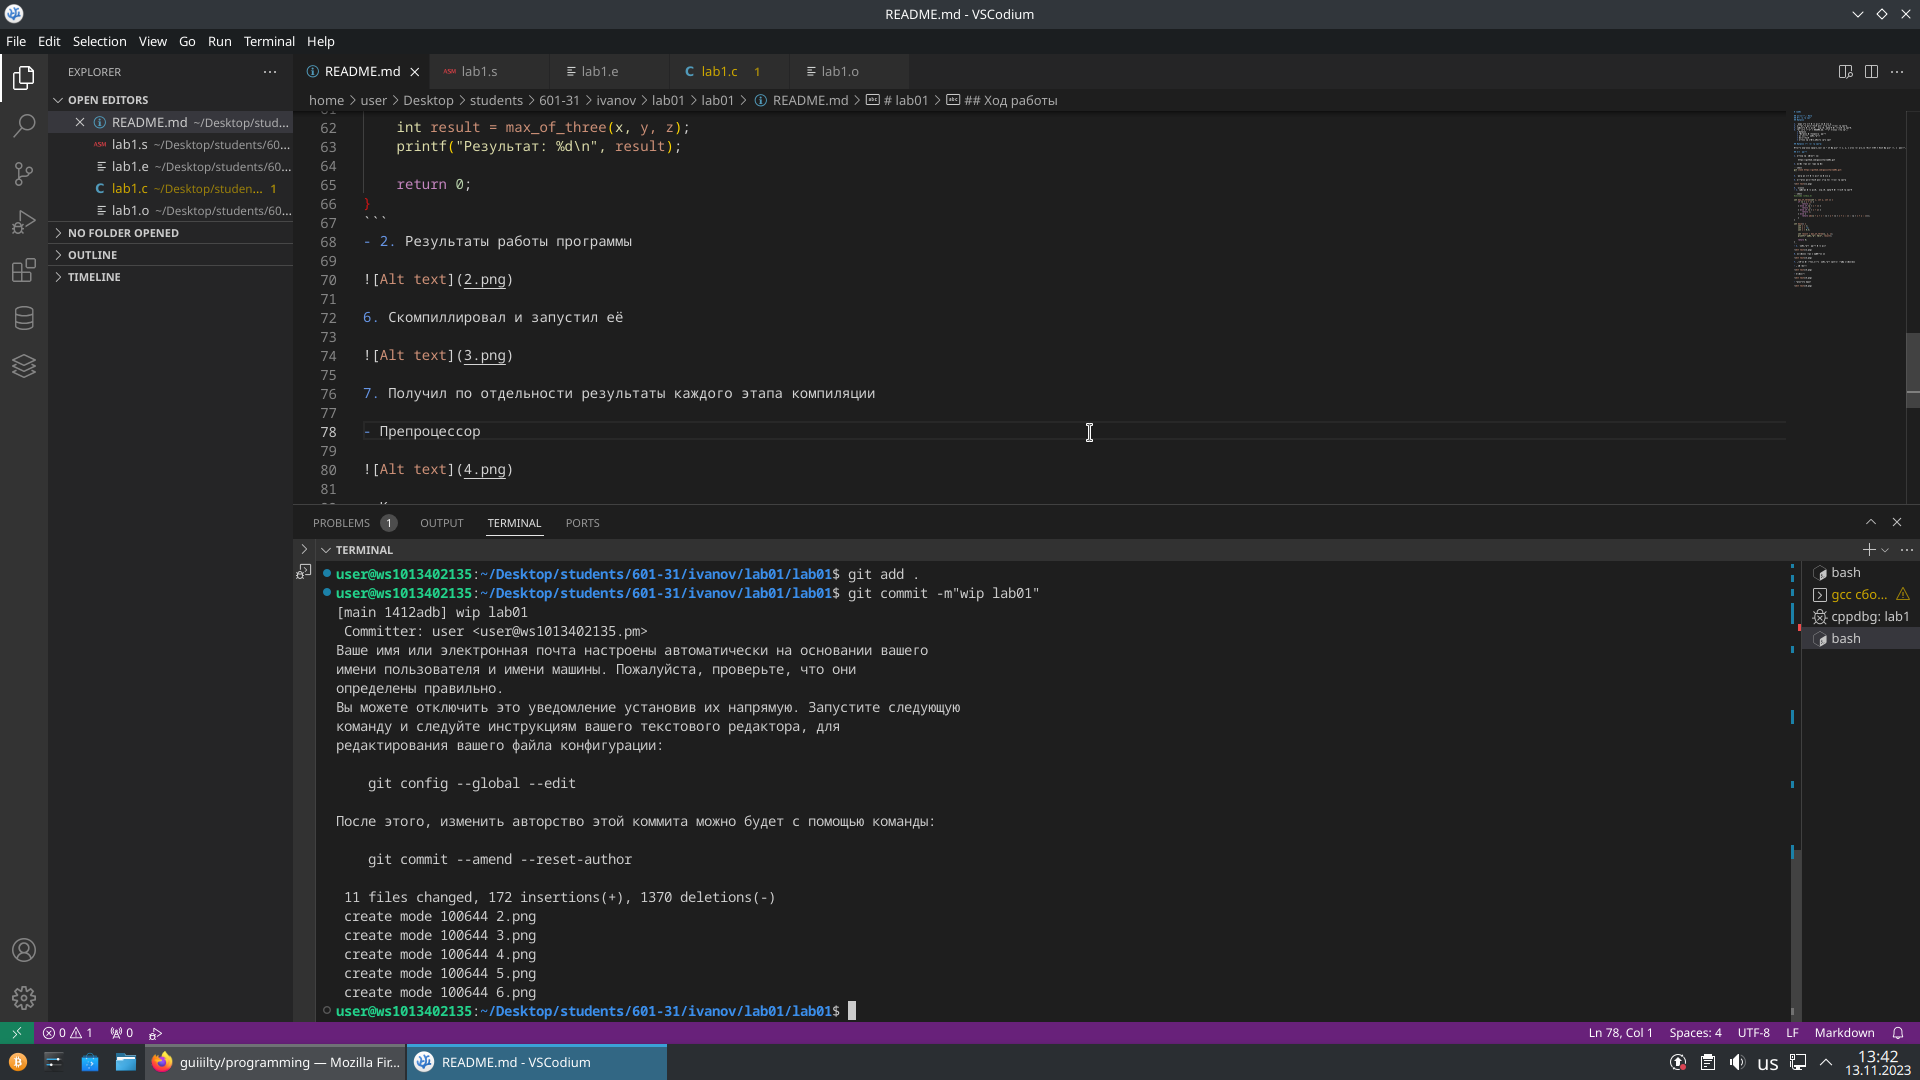 README.md - VSCodium
File Edit Selection View Go Run Terminal Help
EXPLORER
README.md
ASM lab1.s
lab1.e
C lab1.c 1
lab1.o
OPEN EDITORS
README.md ~/Desktop/stud...
ASM lab1.s ~/Desktop/students/60...
lab1.e ~/Desktop/students/60...
C lab1.c ~/Desktop/studen... 1
lab1.o ~/Desktop/students/60...
NO FOLDER OPENED
OUTLINE
TIMELINE
home > user > Desktop > students > 601-31 > ivanov > lab01 > lab01 > README.md > # lab01 > ## Ход работы
62 int result = max_of_three(x, y, z);
63 printf("Результат: %d\n", result);
64
65 return 0;
66 }
67 ```
68 - 2. Результаты работы программы
69
70 ![Alt text](2.png)
71
72 6. Скомпиллировал и запустил её
73
74 ![Alt text](3.png)
75
76 7. Получил по отдельности результаты каждого этапа компиляции
77
78 - Препроцессор
79
80 ![Alt text](4.png)
81
PROBLEMS 1 OUTPUT TERMINAL PORTS
TERMINAL
user@ws1013402135:~/Desktop/students/601-31/ivanov/lab01/lab01$ git add .
user@ws1013402135:~/Desktop/students/601-31/ivanov/lab01/lab01$ git commit -m"wip lab01"
[main 1412adb] wip lab01
Committer: user <user@ws1013402135.pm>
Ваше имя или электронная почта настроены автоматически на основании вашего
имени пользователя и имени машины. Пожалуйста, проверьте, что они
определены правильно.
Вы можете отключить это уведомление установив их напрямую. Запустите следующую
команду и следуйте инструкциям вашего текстового редактора, для
редактирования вашего файла конфигурации:
git config --global --edit
После этого, изменить авторство этой коммита можно будет с помощью команды:
git commit --amend --reset-author
11 files changed, 172 insertions(+), 1370 deletions(-)
create mode 100644 2.png
create mode 100644 3.png
create mode 100644 4.png
create mode 100644 5.png
create mode 100644 6.png
user@ws1013402135:~/Desktop/students/601-31/ivanov/lab01/lab01$
bash
gcc сбо...
cppdbg: lab1
bash
0 1 0
Ln 78, Col 1 Spaces: 4 UTF-8 LF Markdown
guiiilty/programming — Mozilla Fir...
README.md - VSCodium
us
13:42
13.11.2023